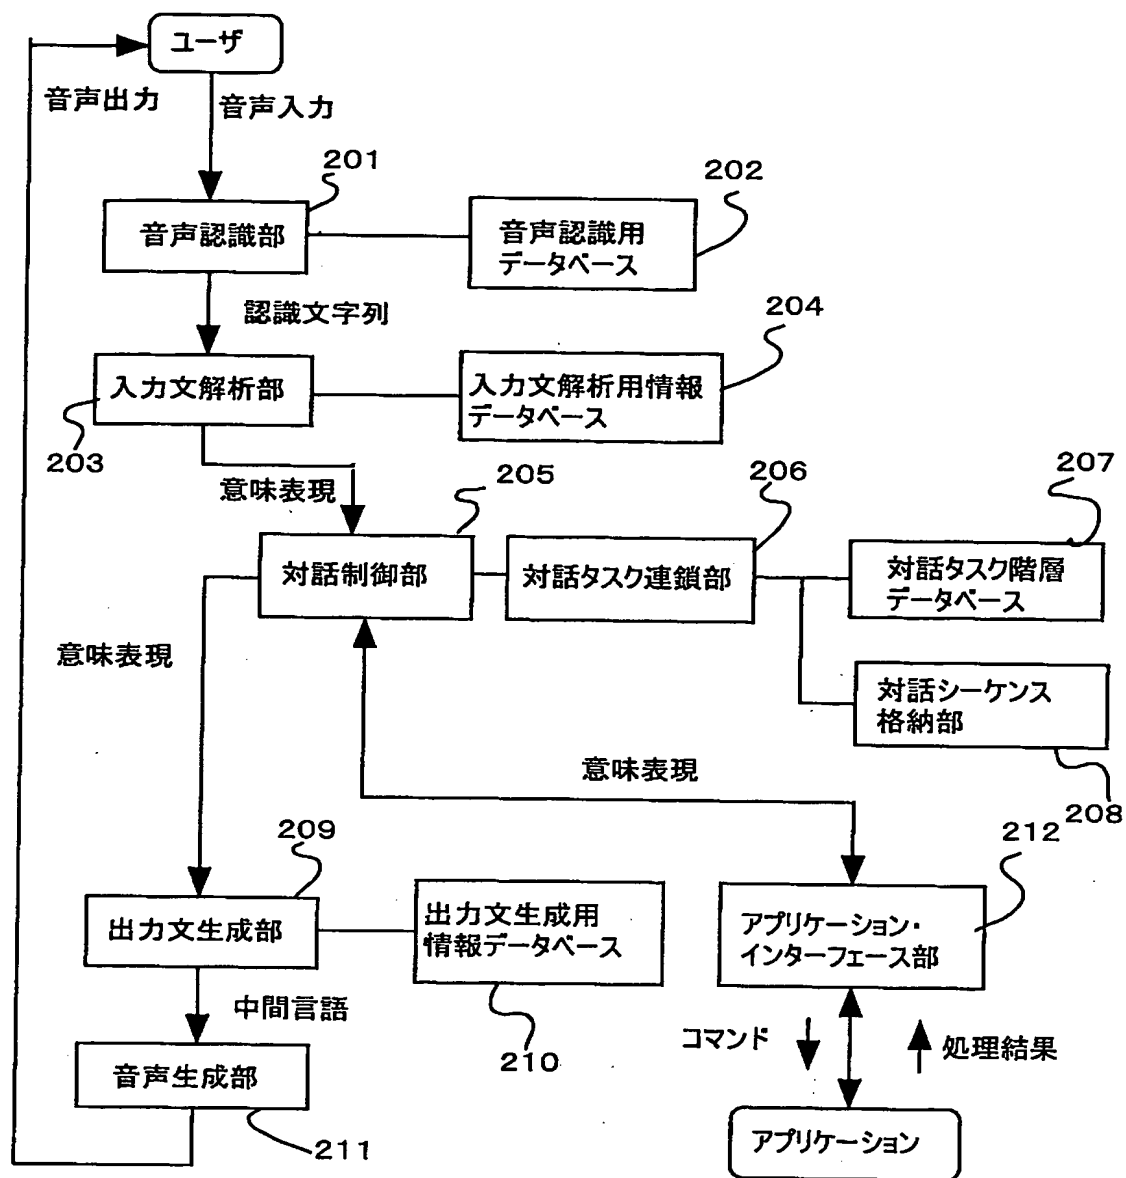 ユーザ
音声出力
音声入力
201
202
音声認識部
音声認識用
データベース
認識文字列
204
入力文解析部
入力文解析用情報
データベース
203
意味表現
205
206
207
対話制御部
対話タスク連鎖部
対話タスク階層
データベース
意味表現
対話シーケンス
格納部
意味表現
208
209
212
出力文生成部
出力文生成用
情報データベース
アプリケーション・
インターフェース部
中間言語
210
コマンド
処理結果
音声生成部
211
アプリケーション